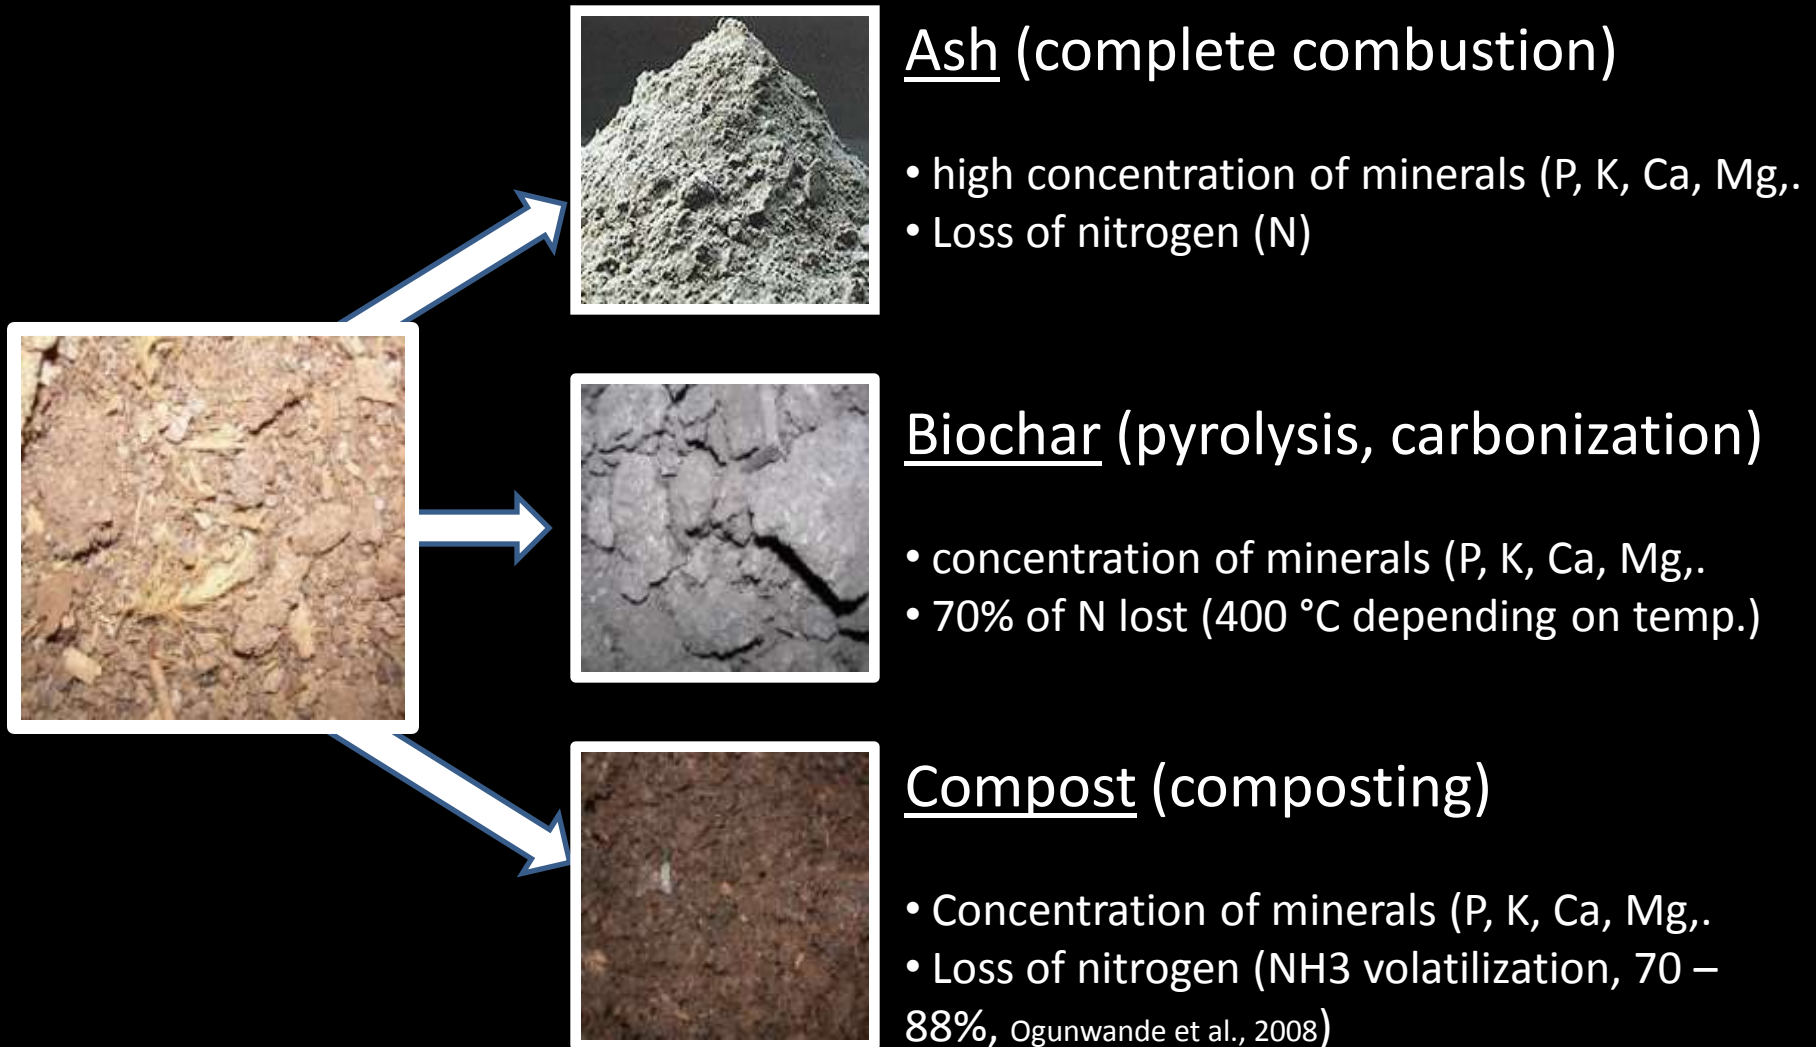 Ash (complete combustion)
• high concentration of minerals (P, K, Ca, Mg,.
• Loss of nitrogen (N)
Biochar (pyrolysis, carbonization)
• concentration of minerals (P, K, Ca, Mg,.
• 70% of N lost (400 °C depending on temp.)
Compost (composting)
• Concentration of minerals (P, K, Ca, Mg,.
• Loss of nitrogen (NH3 volatilization, 70 –
88%, Ogunwande et al., 2008)